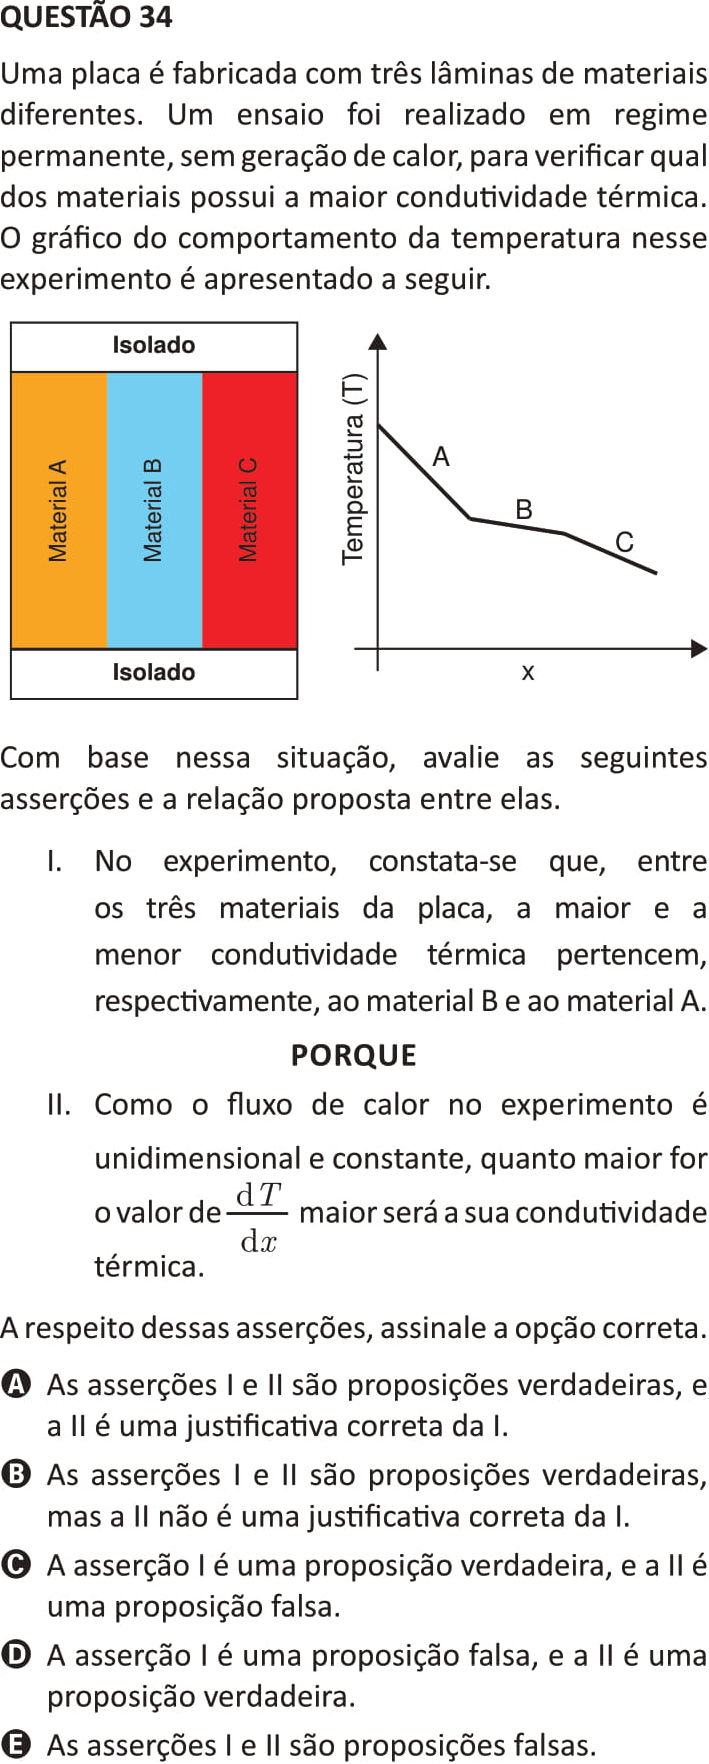 QUESTÃO 34
Uma placa é fabricada com três lâminas de materiais
diferentes. Um ensaio foi realizado em regime
permanente, sem geração de calor, para verificar qual
dos materiais possui a maior condutividade térmica.
O gráfico do comportamento da temperatura nesse
experimento é apresentado a seguir.
Isolado
Material A
Material B
Material C
Isolado
Temperatura (T)
A
B
C
x
Com base nessa situação, avalie as seguintes
asserções e a relação proposta entre elas.
I. No experimento, constata-se que, entre
os três materiais da placa, a maior e a
menor condutividade térmica pertencem,
respectivamente, ao material B e ao material A.
PORQUE
II. Como o fluxo de calor no experimento é
unidimensional e constante, quanto maior for
o valor de dT/dx maior será a sua condutividade
térmica.
A respeito dessas asserções, assinale a opção correta.
A As asserções I e II são proposições verdadeiras, e
a II é uma justificativa correta da I.
B As asserções I e II são proposições verdadeiras,
mas a II não é uma justificativa correta da I.
C A asserção I é uma proposição verdadeira, e a II é
uma proposição falsa.
D A asserção I é uma proposição falsa, e a II é uma
proposição verdadeira.
E As asserções I e II são proposições falsas.